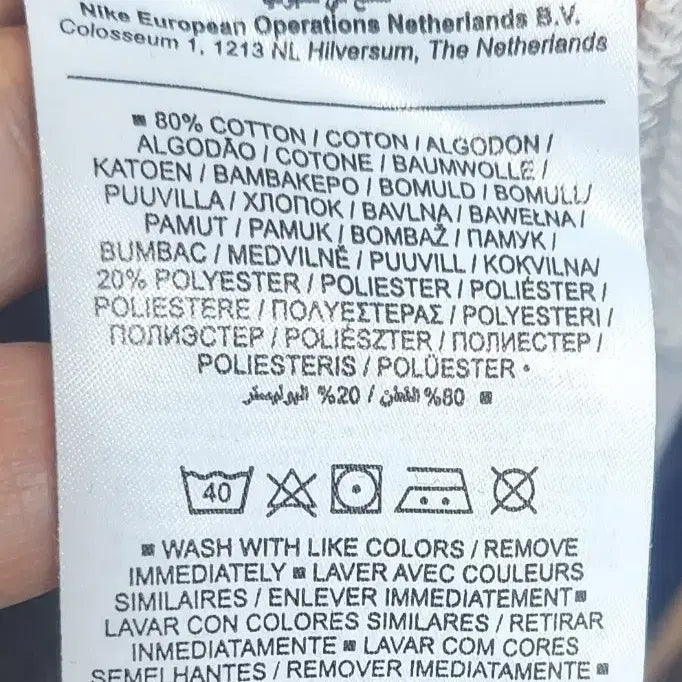 Nike European Operations Netherlands B.V.
Colosseum 1, 1213 NL Hilversum, The Netherlands
80% COTTON / COTON / ALGODON /
ALGODÃO / COTONE / BAUMWOLLE /
KATOEN / BAMBAKEPO / BOMULD / BOMULL/
PUUVILLA / ХЛОПОК / BAVLNA / BAWEŁNA /
PAMUT / PAMUK / BOMBAŽ / ПАМУК /
BUMBAC / MEDVILNĖ / PUUVILL / KOKVILNA/
20% POLYESTER / POLIESTER / POLIÉSTER /
POLIESTERE / ΠΟΛΥΕΣΤΕΡΑΣ / POLYESTERI /
ПОЛИЭСТЕР / POLIÉSZTER / ПОЛИЕСТЕР /
POLIESTERIS / POLÜESTER •
80% القطن / 20% البوليستر
40
WASH WITH LIKE COLORS / REMOVE
IMMEDIATELY ■ LAVER AVEC COULEURS
SIMILAIRES / ENLEVER IMMEDIATEMENT ■
LAVAR CON COLORES SIMILARES / RETIRAR
INMEDIATAMENTE ■ LAVAR COM CORES
SEMELHANTES / REMOVER IMEDIATAMENTE ■